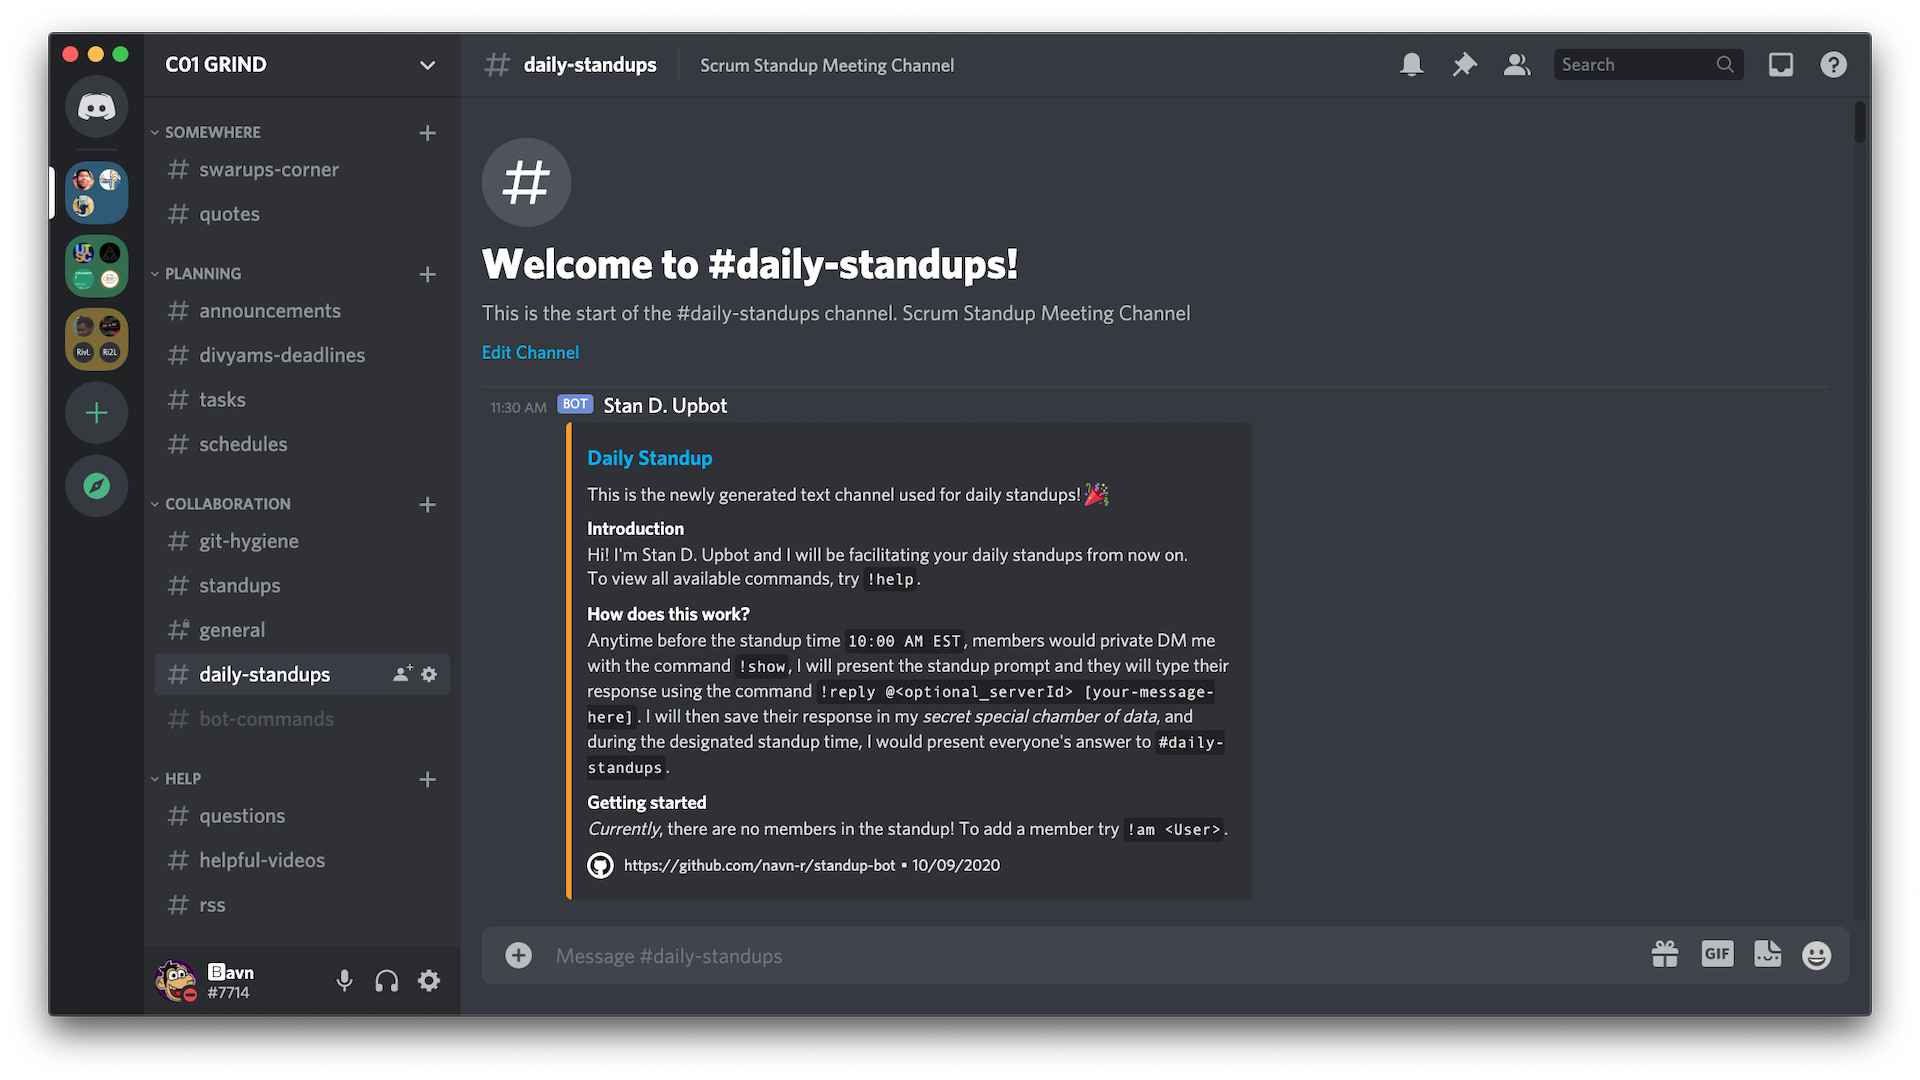 C01 GRIND
daily-standups
Scrum Standup Meeting Channel
Search
SOMEWHERE
swarups-corner
quotes
PLANNING
announcements
divyams-deadlines
tasks
schedules
COLLABORATION
git-hygiene
standups
general
daily-standups
bot-commands
HELP
questions
helpful-videos
rss
UTSC
RivL
Ri2L
🅱avn
#7714
Welcome to #daily-standups!
This is the start of the #daily-standups channel. Scrum Standup Meeting Channel
Edit Channel
11:30 AM BOT Stan D. Upbot
Daily Standup
This is the newly generated text channel used for daily standups! 🎉
Introduction
Hi! I'm Stan D. Upbot and I will be facilitating your daily standups from now on.
To view all available commands, try !help.
How does this work?
Anytime before the standup time 10:00 AM EST, members would private DM me
with the command !show, I will present the standup prompt and they will type their
response using the command !reply @<optional_serverId> [your-message-
here]. I will then save their response in my secret special chamber of data, and
during the designated standup time, I would present everyone's answer to #daily-
standups.
Getting started
Currently, there are no members in the standup! To add a member try !am <User>.
https://github.com/navn-r/standup-bot • 10/09/2020
Message #daily-standups
GIF